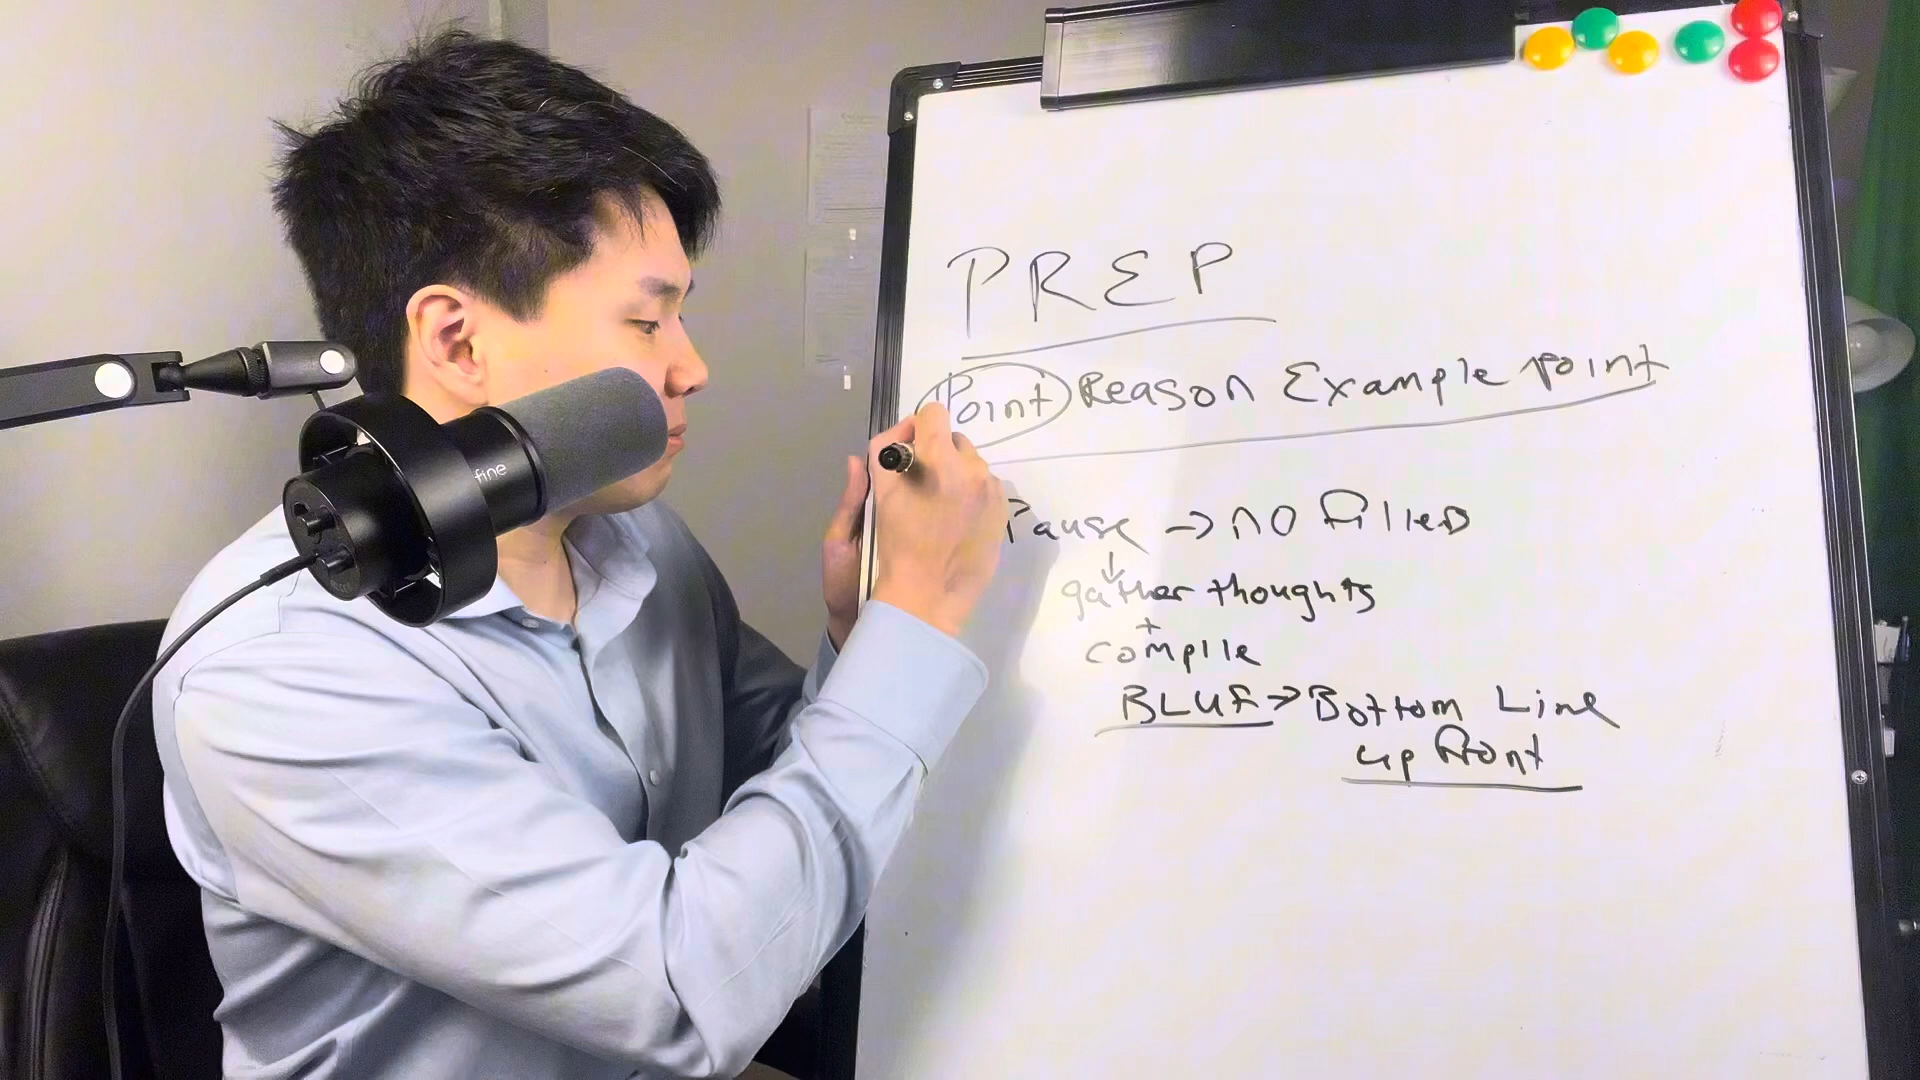 PREP
Point Reason Example Point
Pause → no filled
↓
gather thoughts
+
compile
BLUF → Bottom Line
up front
fine